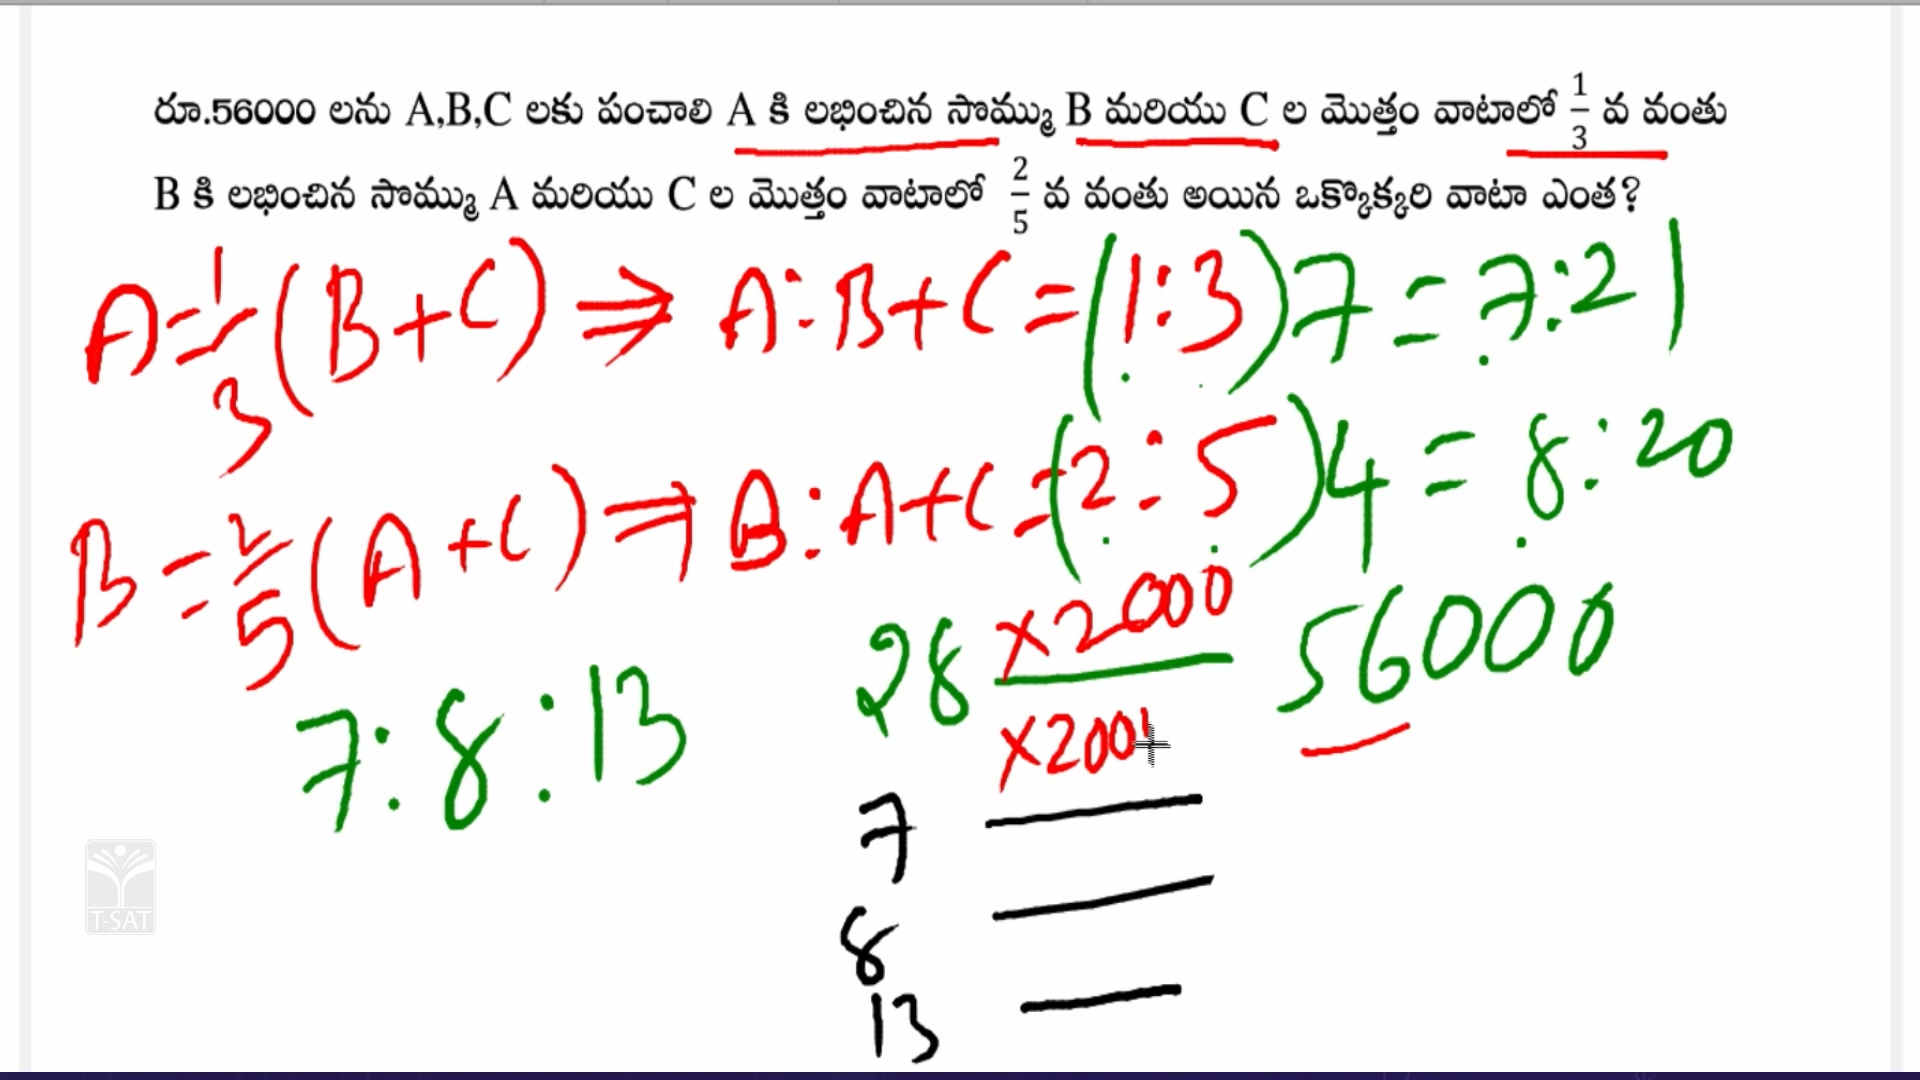 రూ.56000 లను A,B,C లకు పంచాలి A కి లభించిన సొమ్ము B మరియు C ల మొత్తం వాటాలో 1/3 వ వంతు
B కి లభించిన సొమ్ము A మరియు C ల మొత్తం వాటాలో 2/5 వ వంతు అయిన ఒక్కొక్కరి వాటా ఎంత?
A=1/3(B+C) ⇒ A:B+C=(1:3)7=7:21
B=2/5(A+C)⇒B:A+C=(2:5)4=8:20
7:8:13
28 ×2000 56000
×200
7
8
13
T-SAT